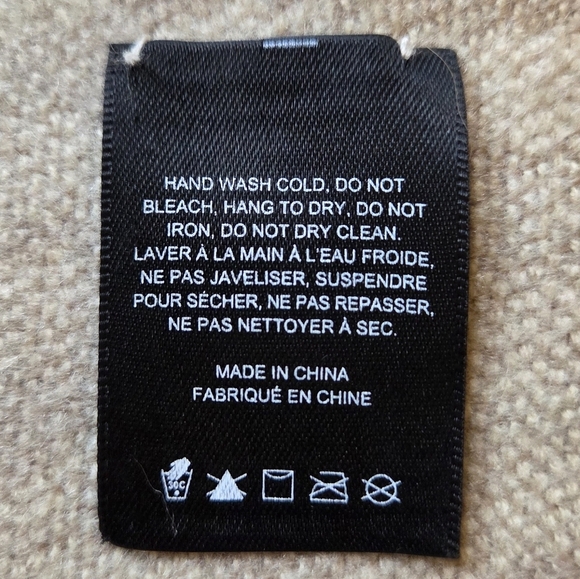 HAND WASH COLD, DO NOT
BLEACH, HANG TO DRY, DO NOT
IRON, DO NOT DRY CLEAN.
LAVER À LA MAIN À L'EAU FROIDE,
NE PAS JAVELISER, SUSPENDRE
POUR SÉCHER, NE PAS REPASSER,
NE PAS NETTOYER À SEC.
MADE IN CHINA
FABRIQUÉ EN CHINE
30C